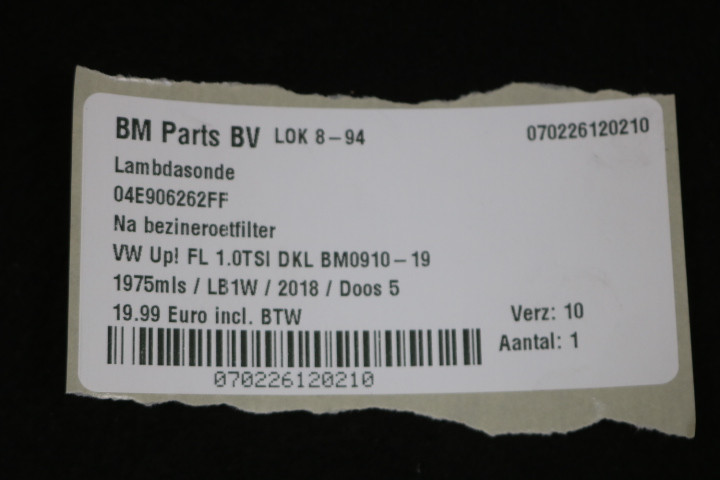 BM Parts BV LOK 8-94 070226120210
Lambdasonde
04E906262FF
Na bezineroetfilter
VW Up! FL 1.0TSI DKL BM0910-19
1975mls / LB1W / 2018 / Doos 5
19.99 Euro incl. BTW Verz: 10
Aantal: 1
070226120210